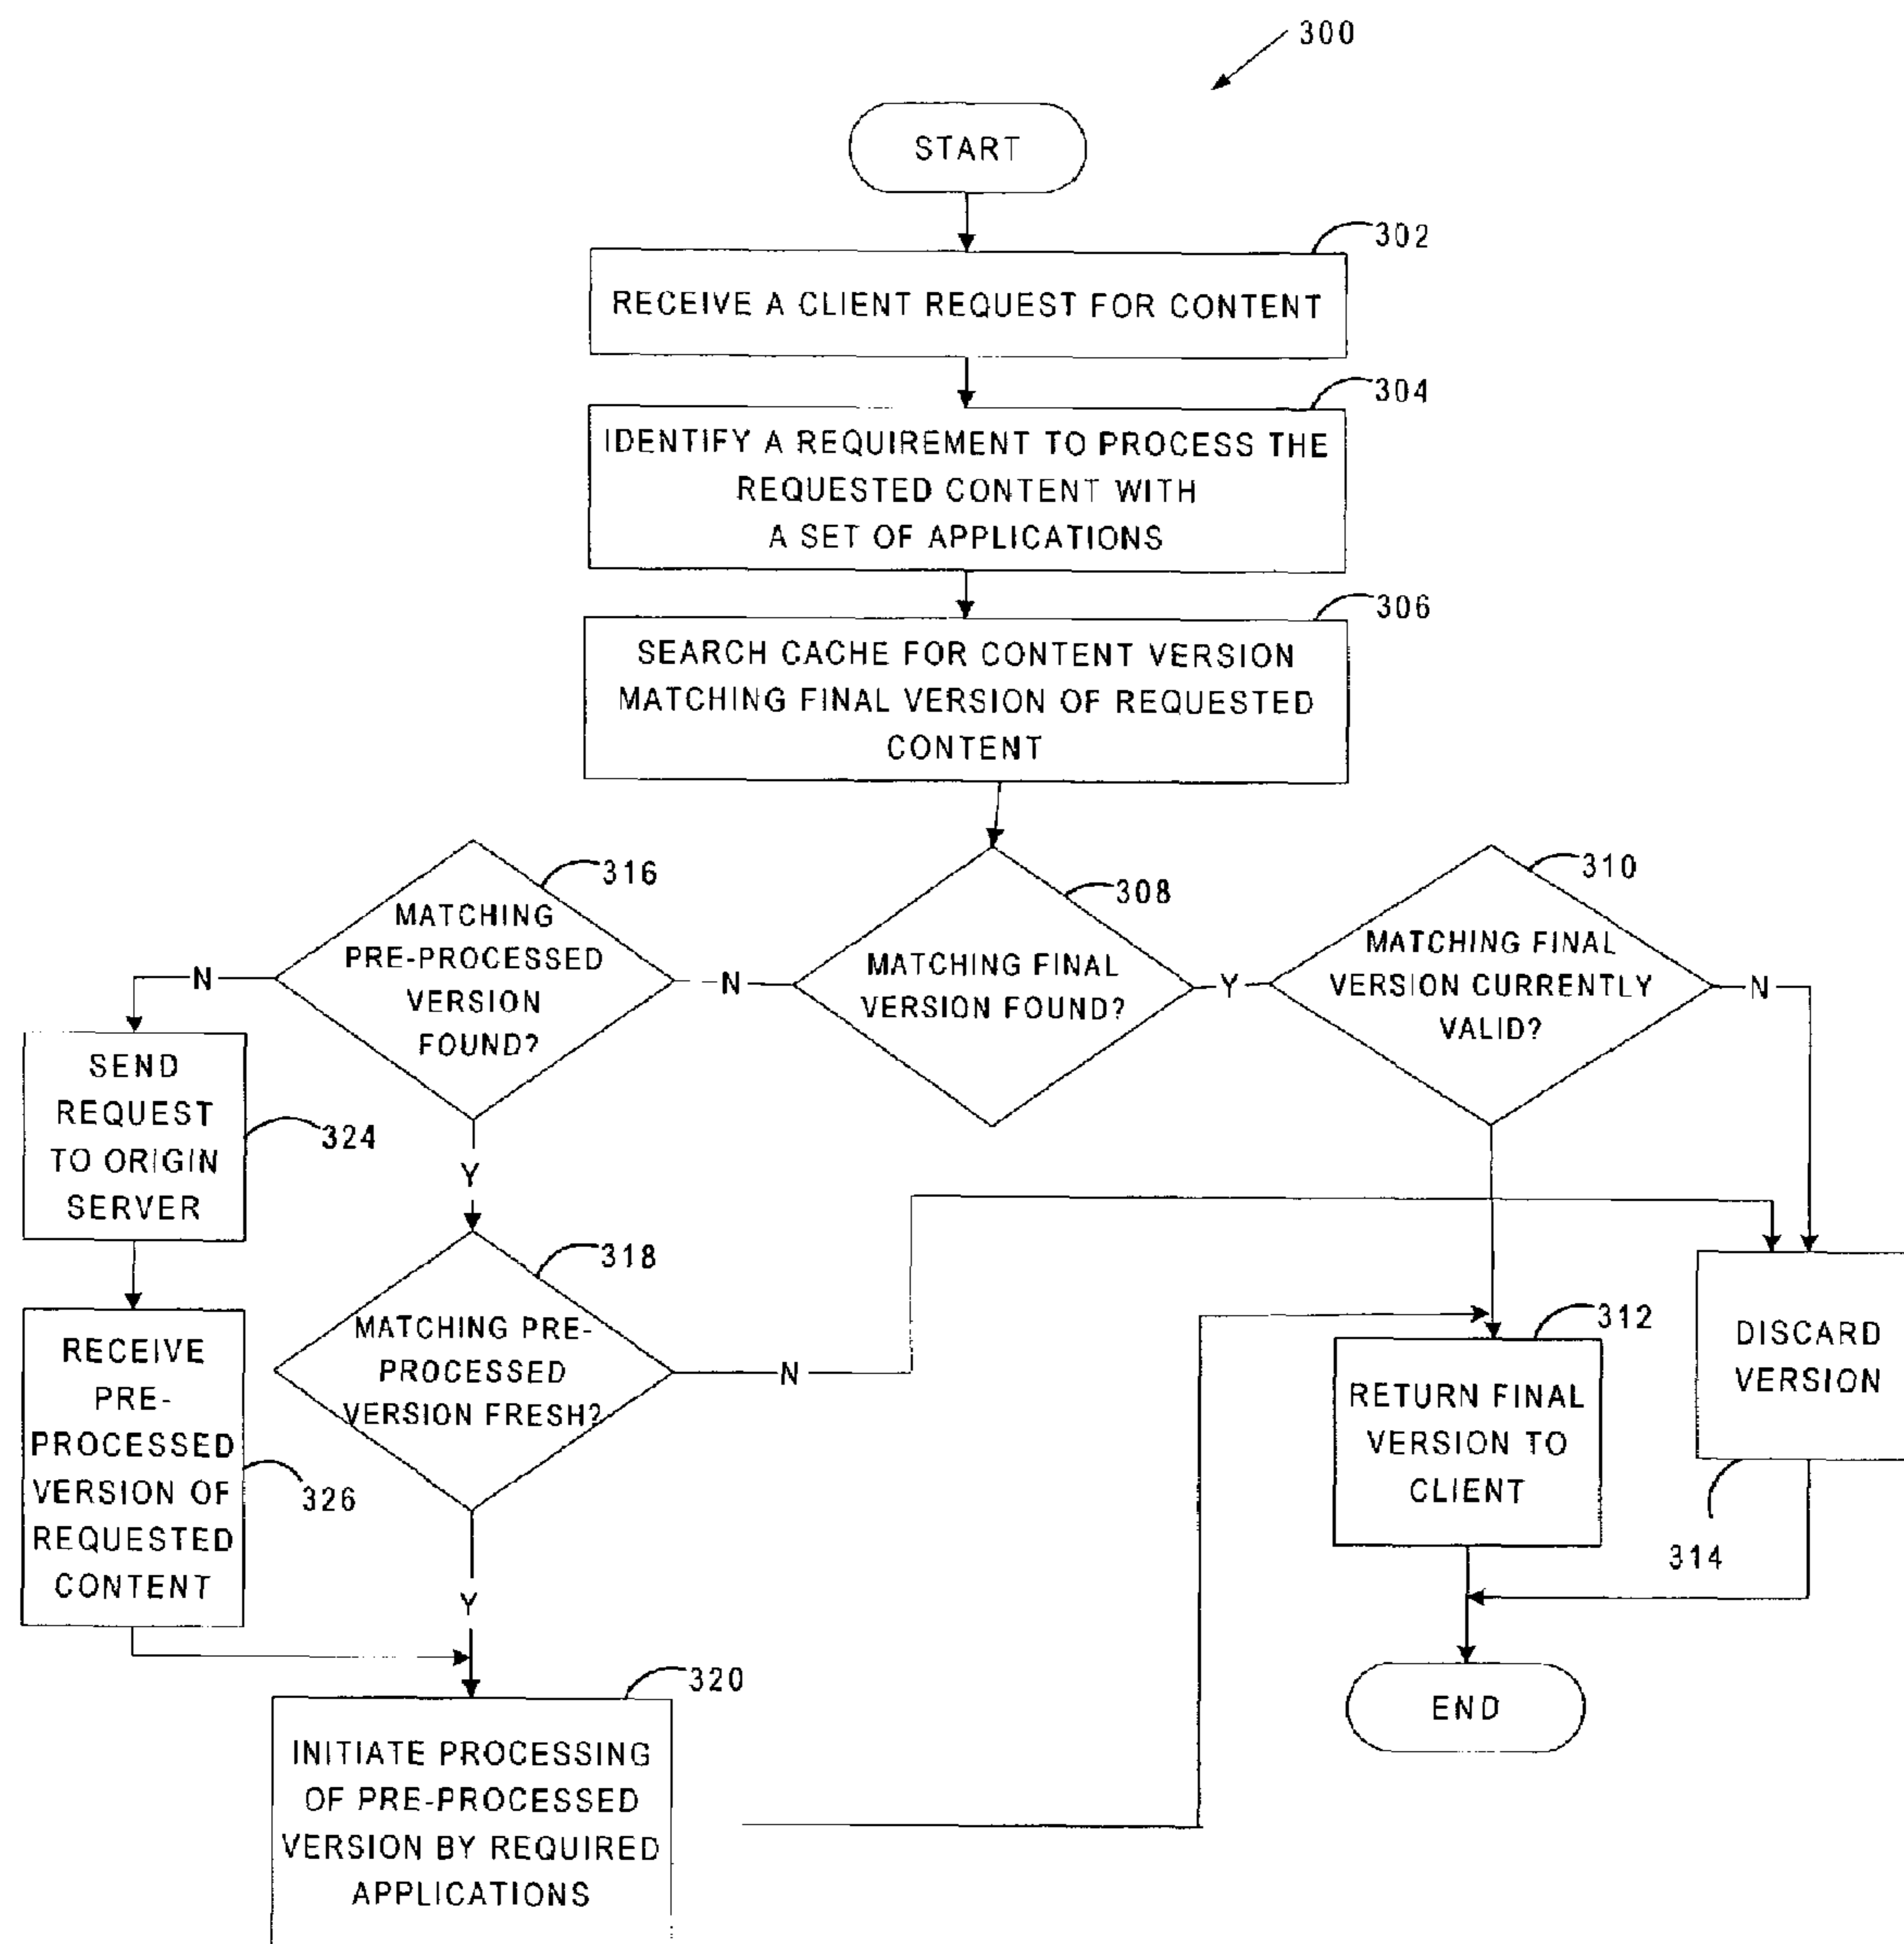 300
START
302
RECEIVE A CLIENT REQUEST FOR CONTENT
304
IDENTIFY A REQUIREMENT TO PROCESS THE
REQUESTED CONTENT WITH
A SET OF APPLICATIONS
306
SEARCH CACHE FOR CONTENT VERSION
MATCHING FINAL VERSION OF REQUESTED
CONTENT
316
MATCHING
PRE-PROCESSED
VERSION
FOUND?
308
MATCHING FINAL
VERSION FOUND?
310
MATCHING FINAL
VERSION CURRENTLY
VALID?
N
N
Y
N
SEND
REQUEST
TO ORIGIN
SERVER
324
Y
318
MATCHING PRE-
PROCESSED
VERSION FRESH?
N
RECEIVE
PRE-
PROCESSED
VERSION OF
REQUESTED
CONTENT
326
Y
312
RETURN FINAL
VERSION TO
CLIENT
DISCARD
VERSION
314
320
INITIATE PROCESSING
OF PRE-PROCESSED
VERSION BY REQUIRED
APPLICATIONS
END